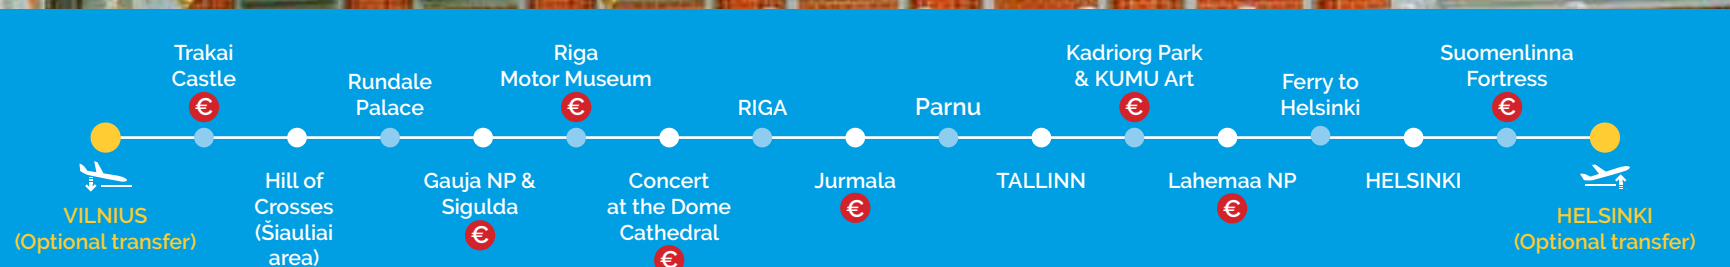 Trakai
Castle
€
Rundale
Palace
Riga
Motor Museum
€
RIGA
Parnu
Kadriorg Park
& KUMU Art
€
Ferry to
Helsinki
Suomenlinna
Fortress
€
VILNIUS
(Optional transfer)
Hill of
Crosses
(Šiauliai
area)
Gauja NP &
Sigulda
€
Concert
at the Dome
Cathedral
€
Jurmala
€
TALLINN
Lahemaa NP
€
HELSINKI
HELSINKI
(Optional transfer)